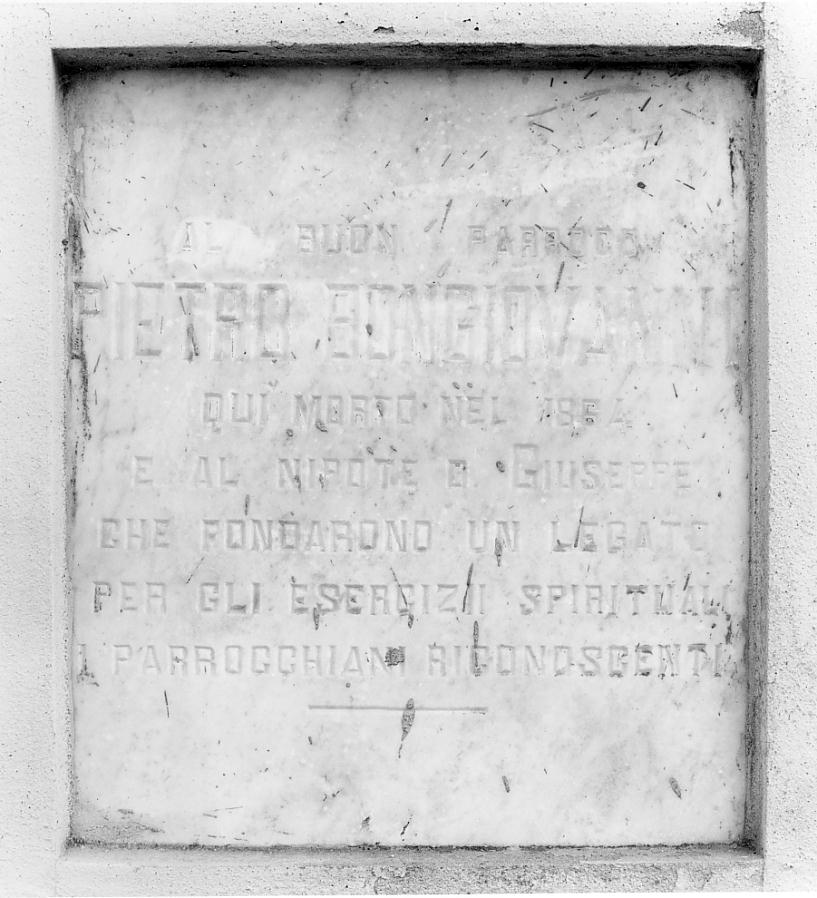 AL BUON PARROCO
PIETRO BONGIOVANNI
QUI MORTO NEL 1864
E AL NIPOTE D. GIUSEPPE
CHE FONDARONO UN LEGATO
PER GLI ESERCIZII SPIRITUALI
I PARROCCHIANI RICONOSCENTI